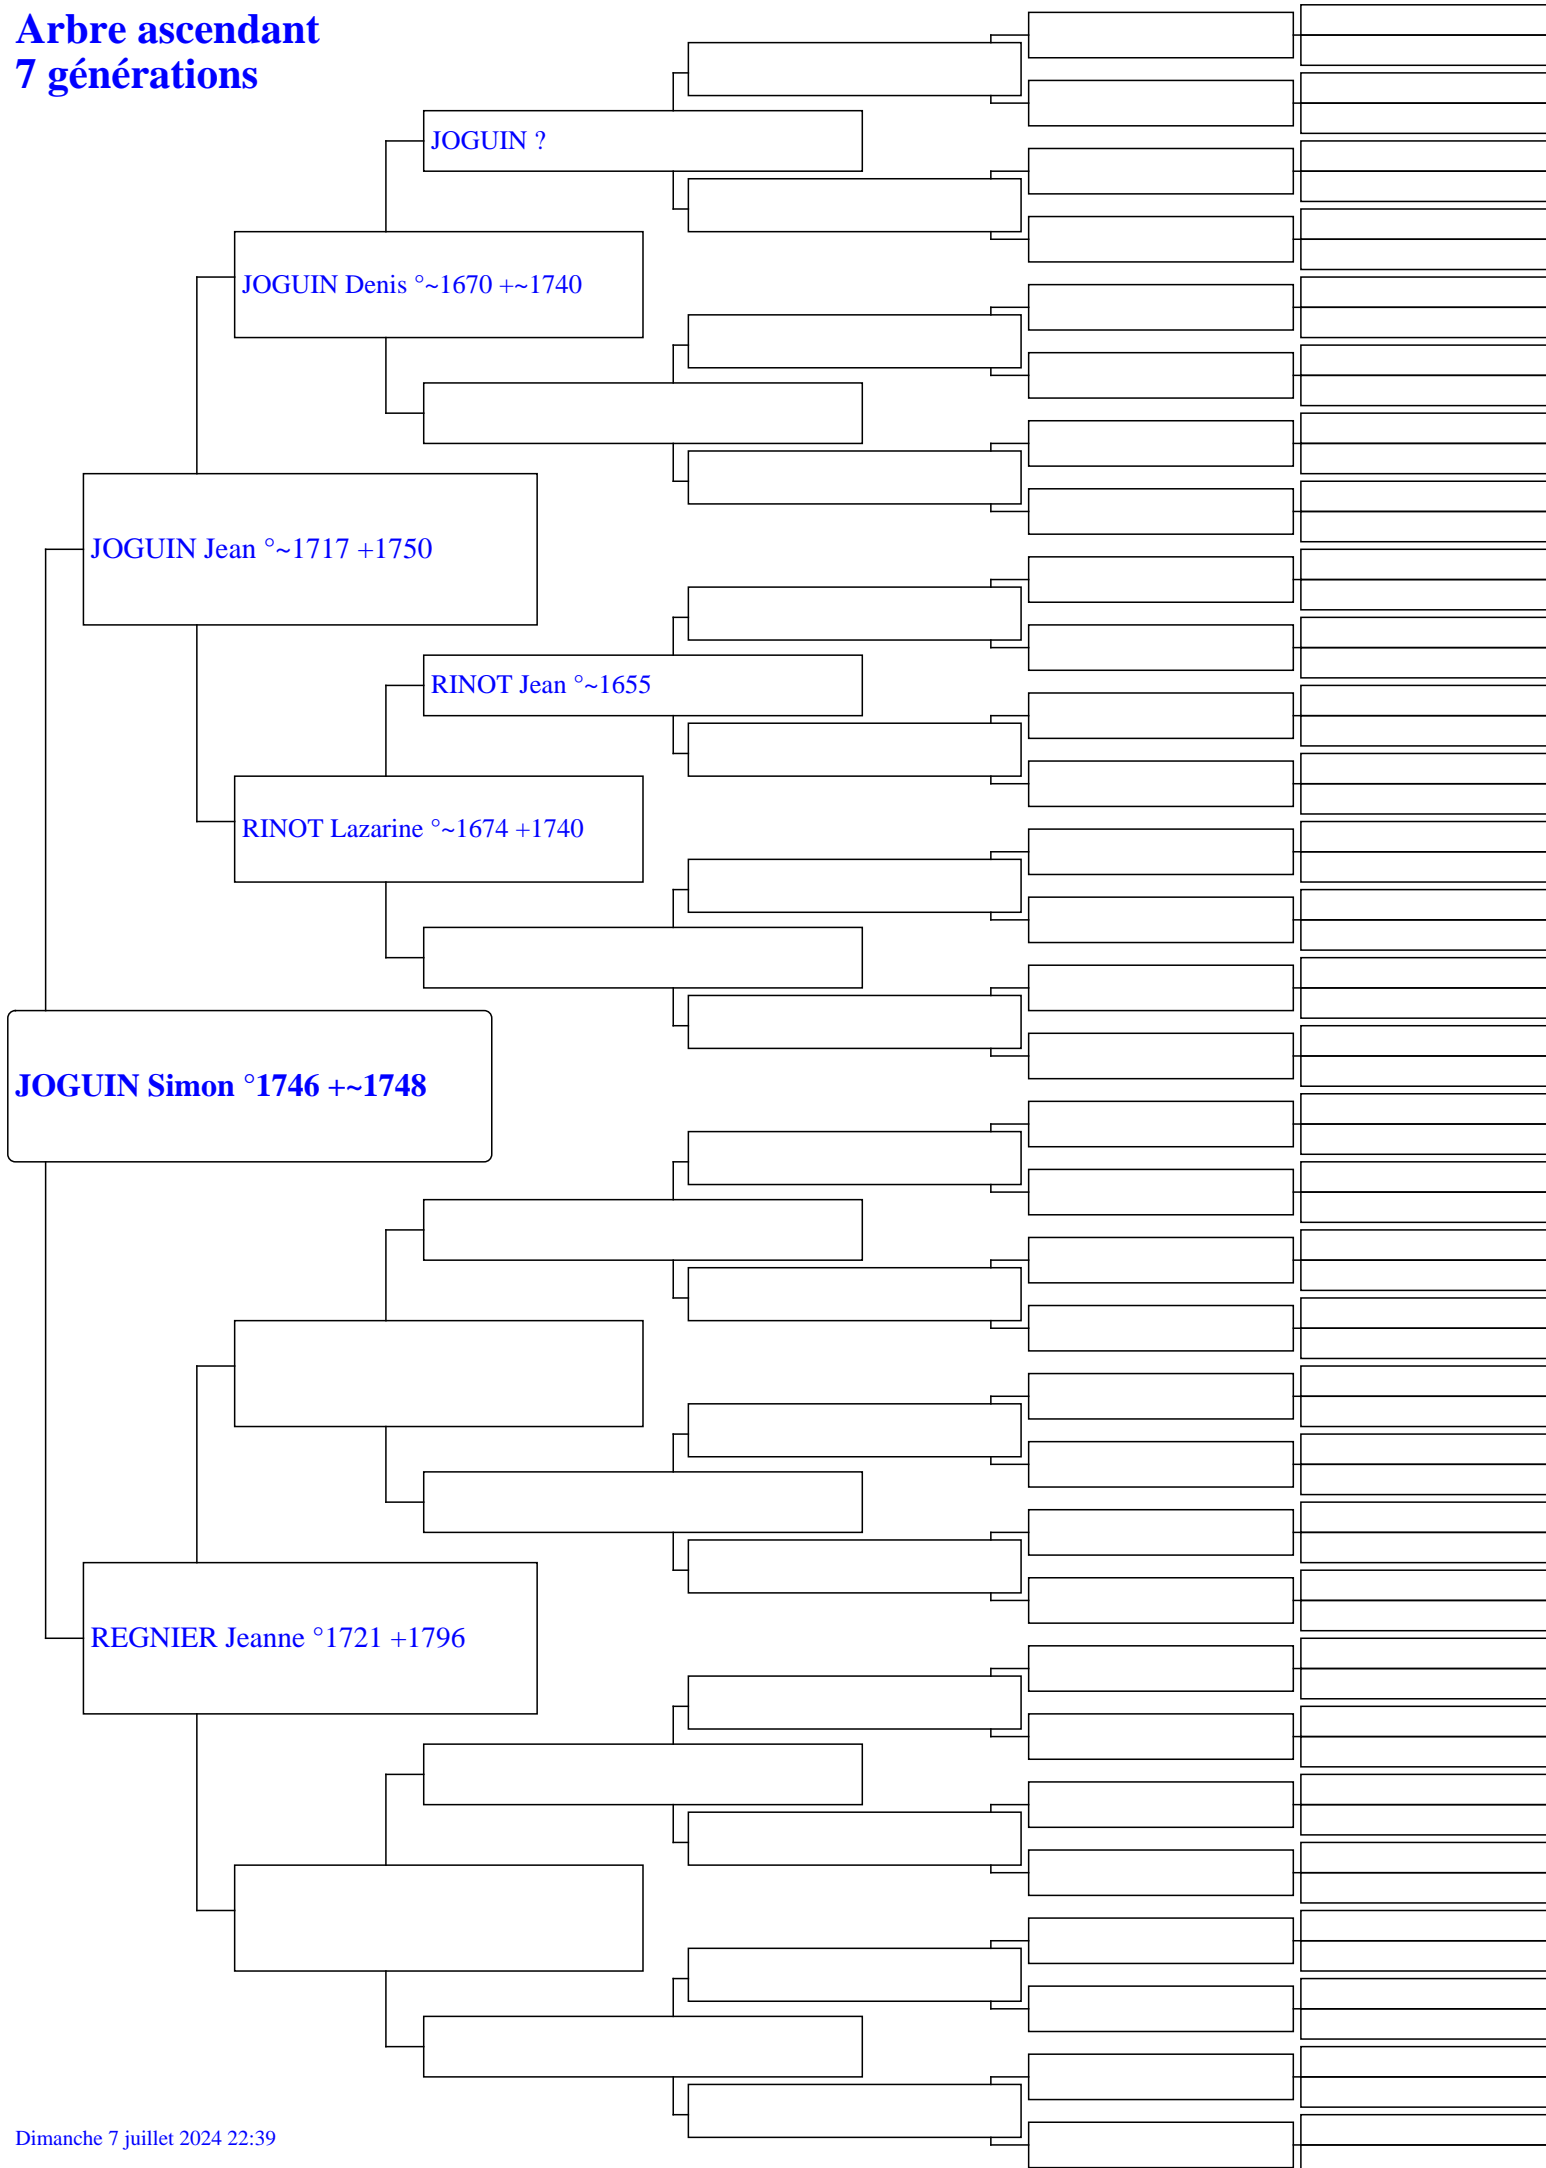 Arbre ascendant
7 générations
JOGUIN ?
JOGUIN Denis °~1670 +~1740
JOGUIN Jean °~1717 +1750
RINOT Jean °~1655
RINOT Lazarine °~1674 +1740
JOGUIN Simon °1746 +~1748
REGNIER Jeanne °1721 +1796
Dimanche 7 juillet 2024 22:39